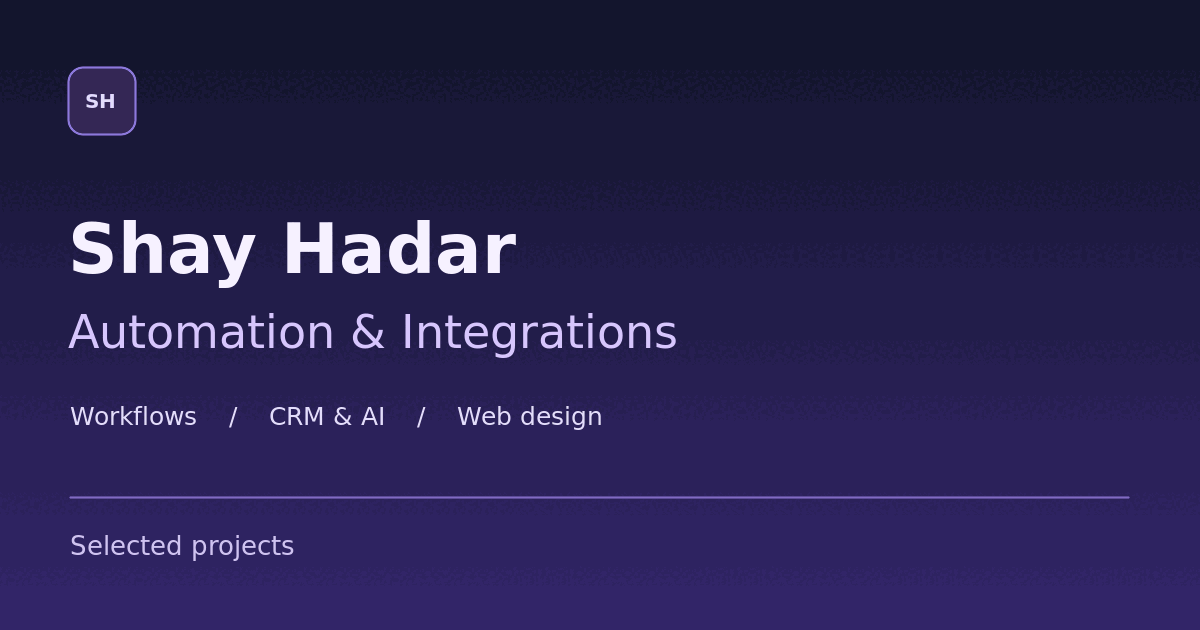 SH
Shay Hadar
Automation & Integrations
Workflows / CRM & AI / Web design
Selected projects